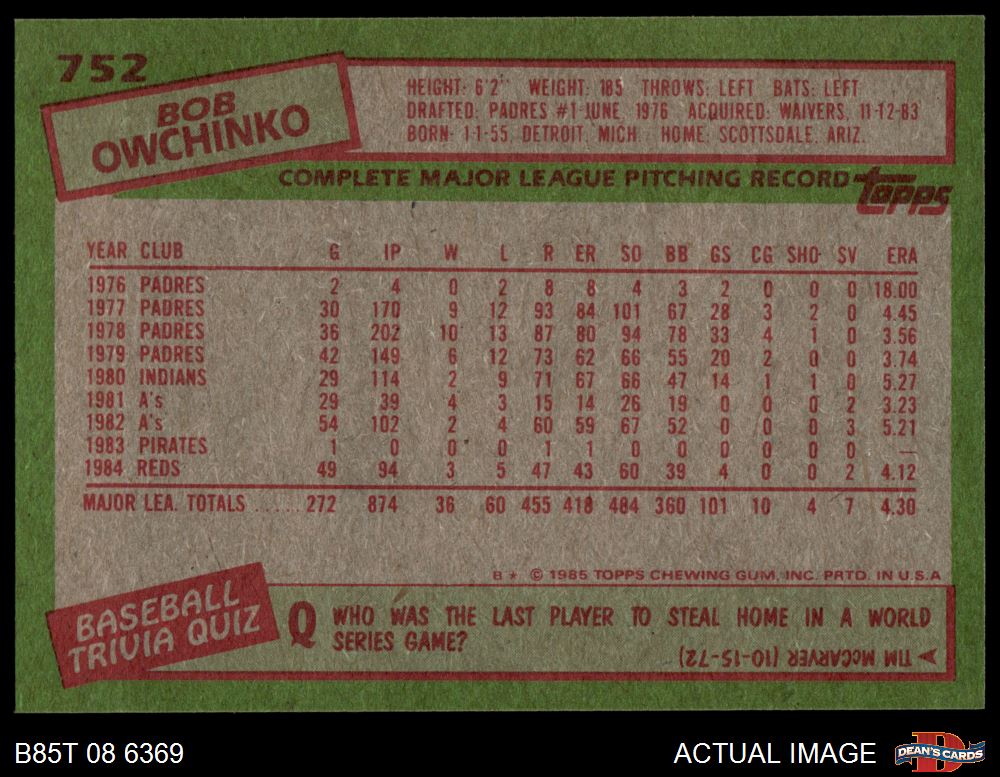 752
BOB
OWCHINKO
HEIGHT: 6'2" WEIGHT: 185 THROWS: LEFT BATS: LEFT
DRAFTED: PADRES #1-JUNE, 1976 ACQUIRED: WAIVERS, 11-12-83
BORN: 1-1-55, DETROIT, MICH. HOME: SCOTTSDALE, ARIZ.
COMPLETE MAJOR LEAGUE PITCHING RECORD topps
YEAR CLUB G IP W L R ER SO BB GS CG SHO SV ERA
1976 PADRES 2 4 0 2 8 8 4 3 2 0 0 0 18.00
1977 PADRES 30 170 9 12 93 84 101 67 28 3 2 0 4.45
1978 PADRES 36 202 10 13 87 80 94 78 33 4 1 0 3.56
1979 PADRES 42 149 6 12 73 62 66 55 20 2 0 0 3.74
1980 INDIANS 29 114 2 9 71 67 66 47 14 1 1 0 5.27
1981 A's 29 39 4 3 15 14 26 19 0 0 0 2 3.23
1982 A's 54 102 2 4 60 59 67 52 0 0 0 3 5.21
1983 PIRATES 1 0 0 0 1 1 0 0 0 0 0 0 —
1984 REDS 49 94 3 5 47 43 60 39 4 0 0 2 4.12
MAJOR LEA. TOTALS ...... 272 874 36 60 455 418 484 360 101 10 4 7 4.30
B* © 1985 TOPPS CHEWING GUM, INC. PRTD. IN U.S.A
BASEBALL
TRIVIA QUIZ
Q WHO WAS THE LAST PLAYER TO STEAL HOME IN A WORLD
SERIES GAME?
TIM McCARVER (10-15-72)
B85T 08 6369
ACTUAL IMAGE
D
DEAN'S CARDS